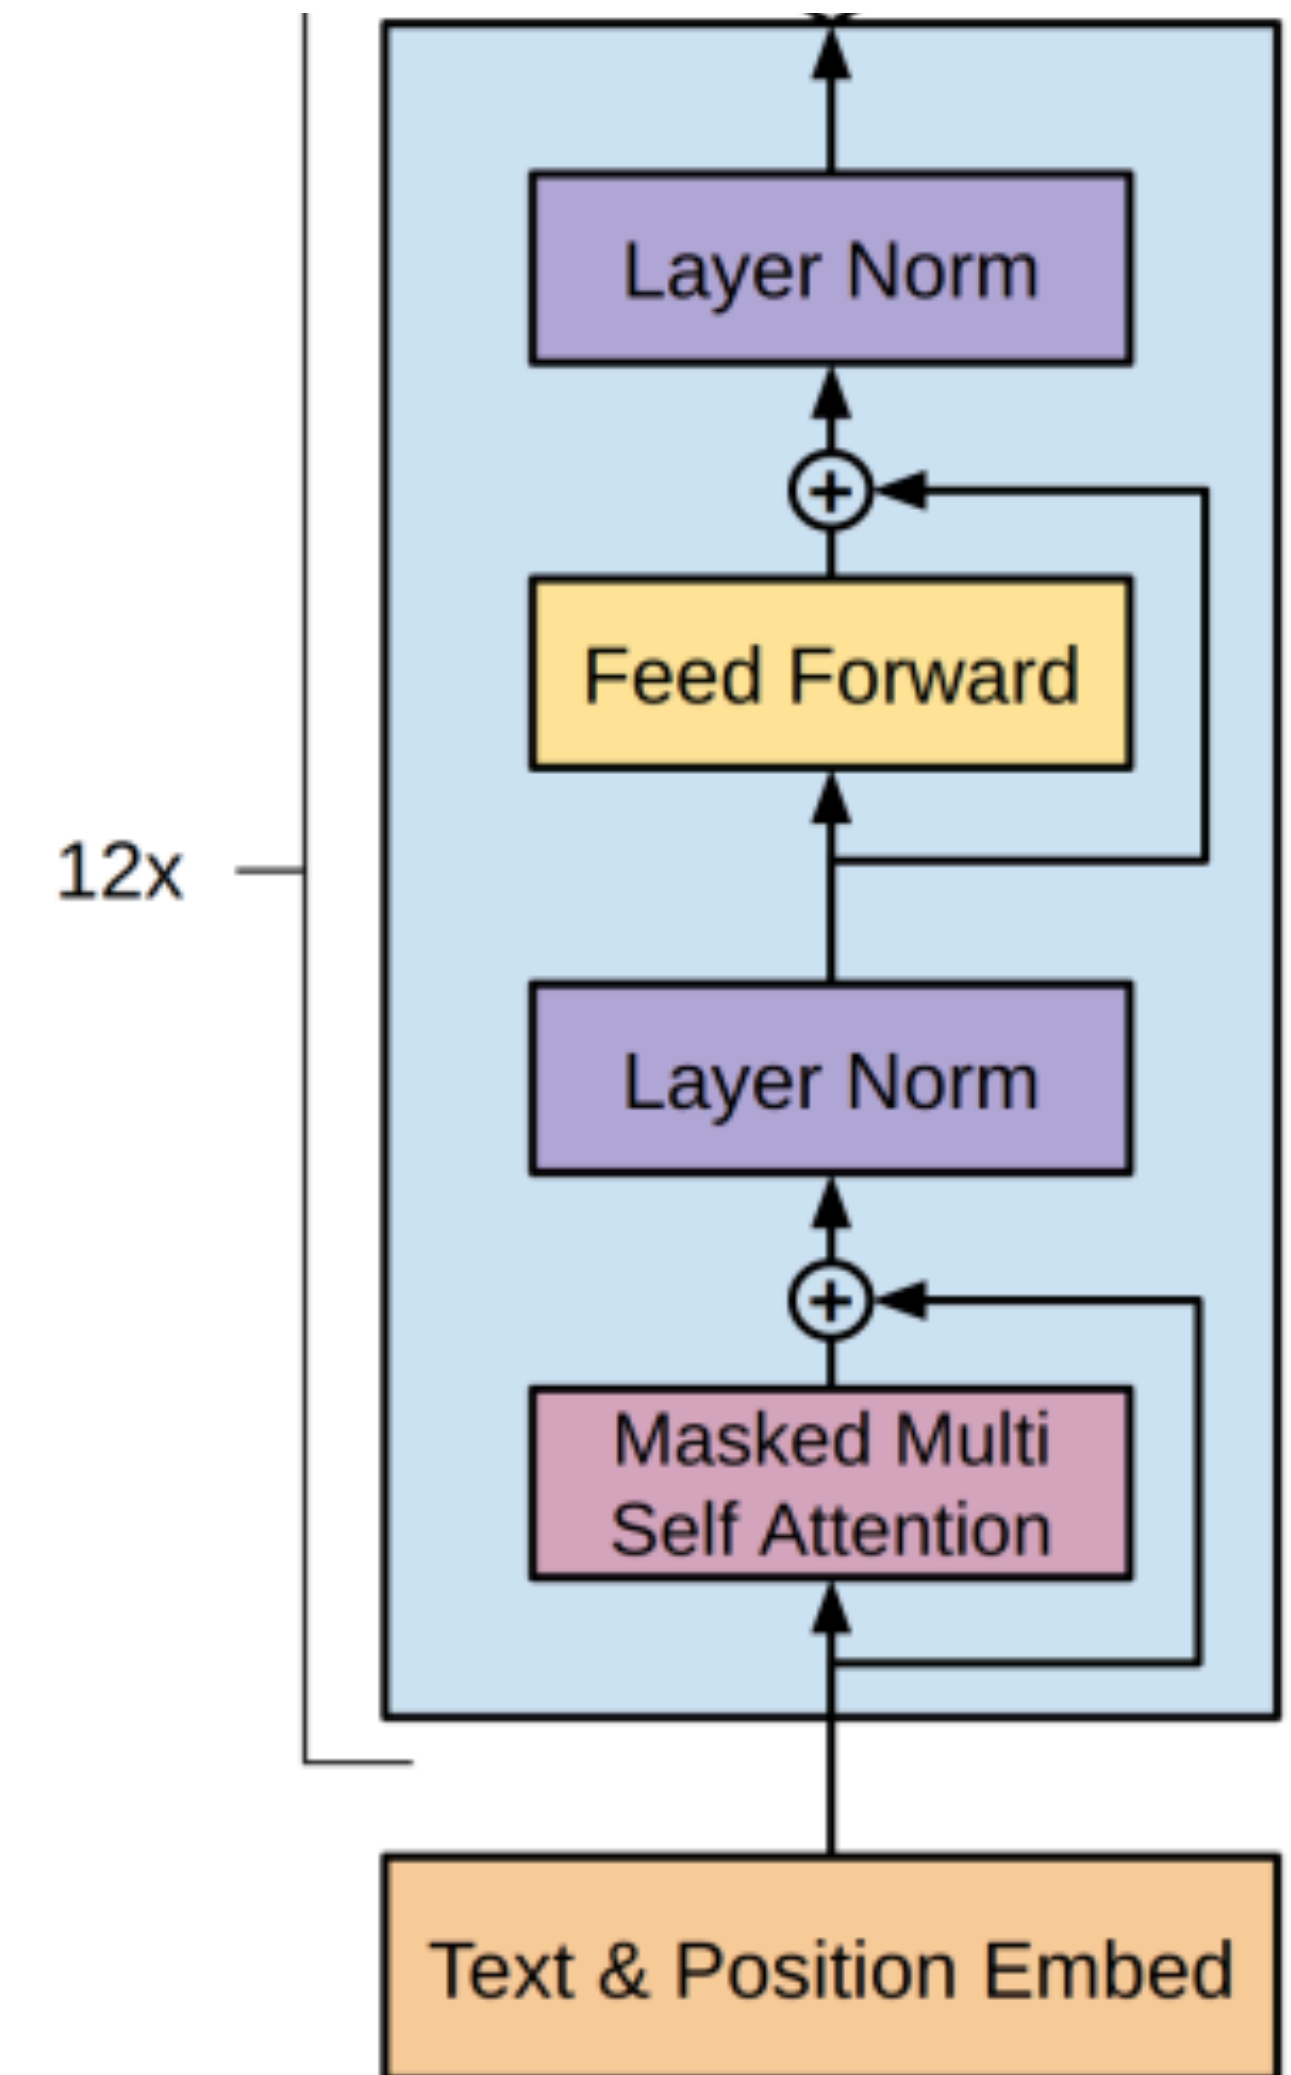 Layer Norm
Feed Forward
12x
Layer Norm
Masked Multi
Self Attention
Text & Position Embed